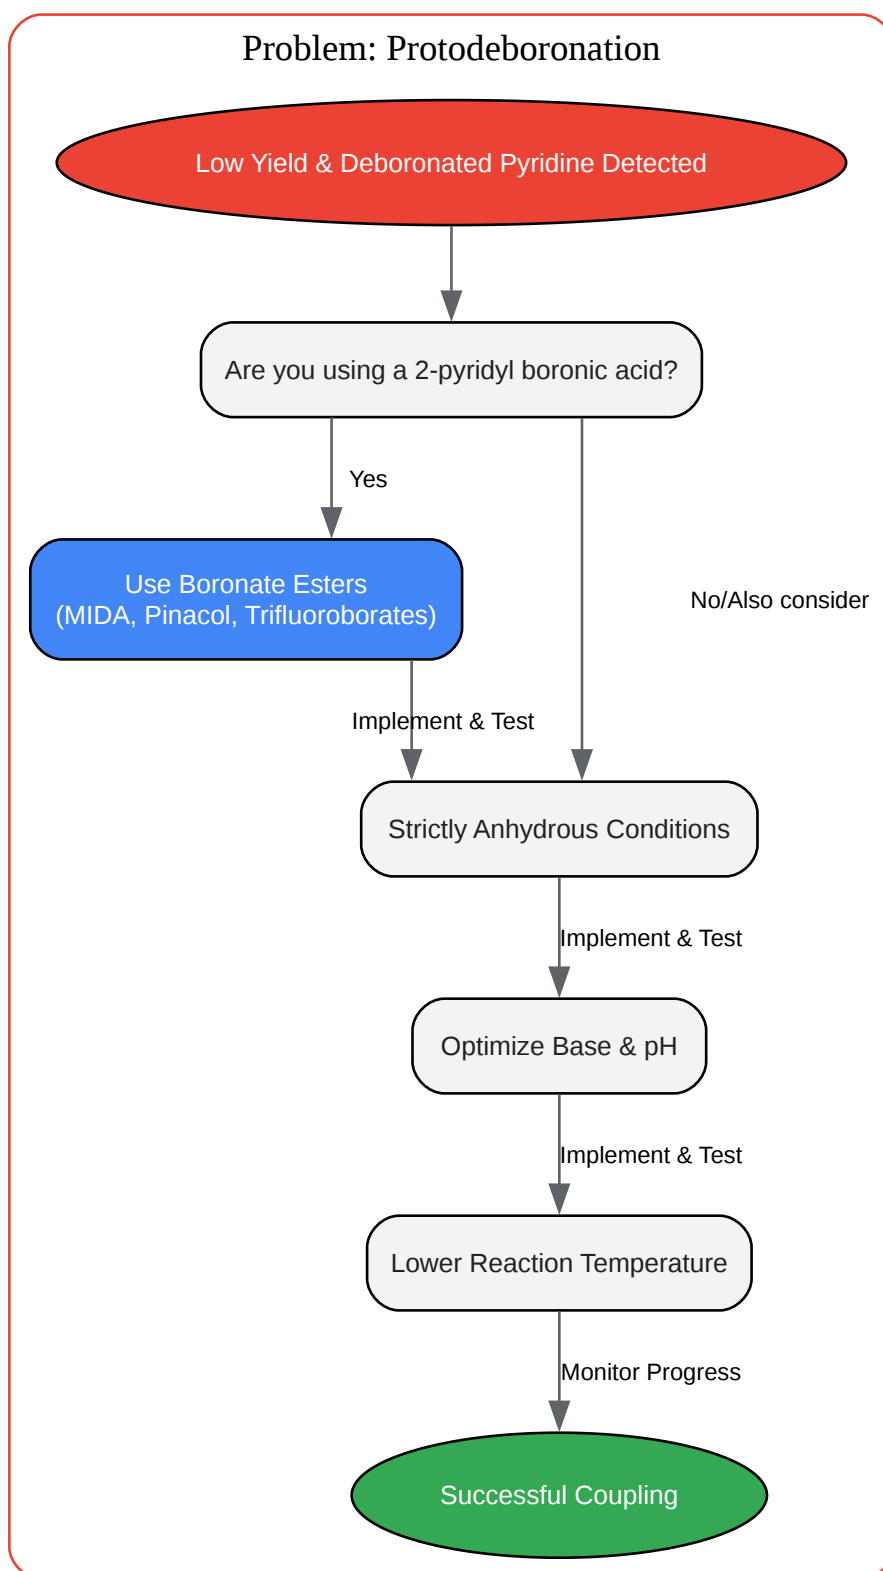 Problem: Protodeboronation
Low Yield & Deboronated Pyridine Detected
Are you using a 2-pyridyl boronic acid?
Yes
Use Boronate Esters
(MIDA, Pinacol, Trifluoroborates)
No/Also consider
Implement & Test
Strictly Anhydrous Conditions
Implement & Test
Optimize Base & pH
Implement & Test
Lower Reaction Temperature
Monitor Progress
Successful Coupling